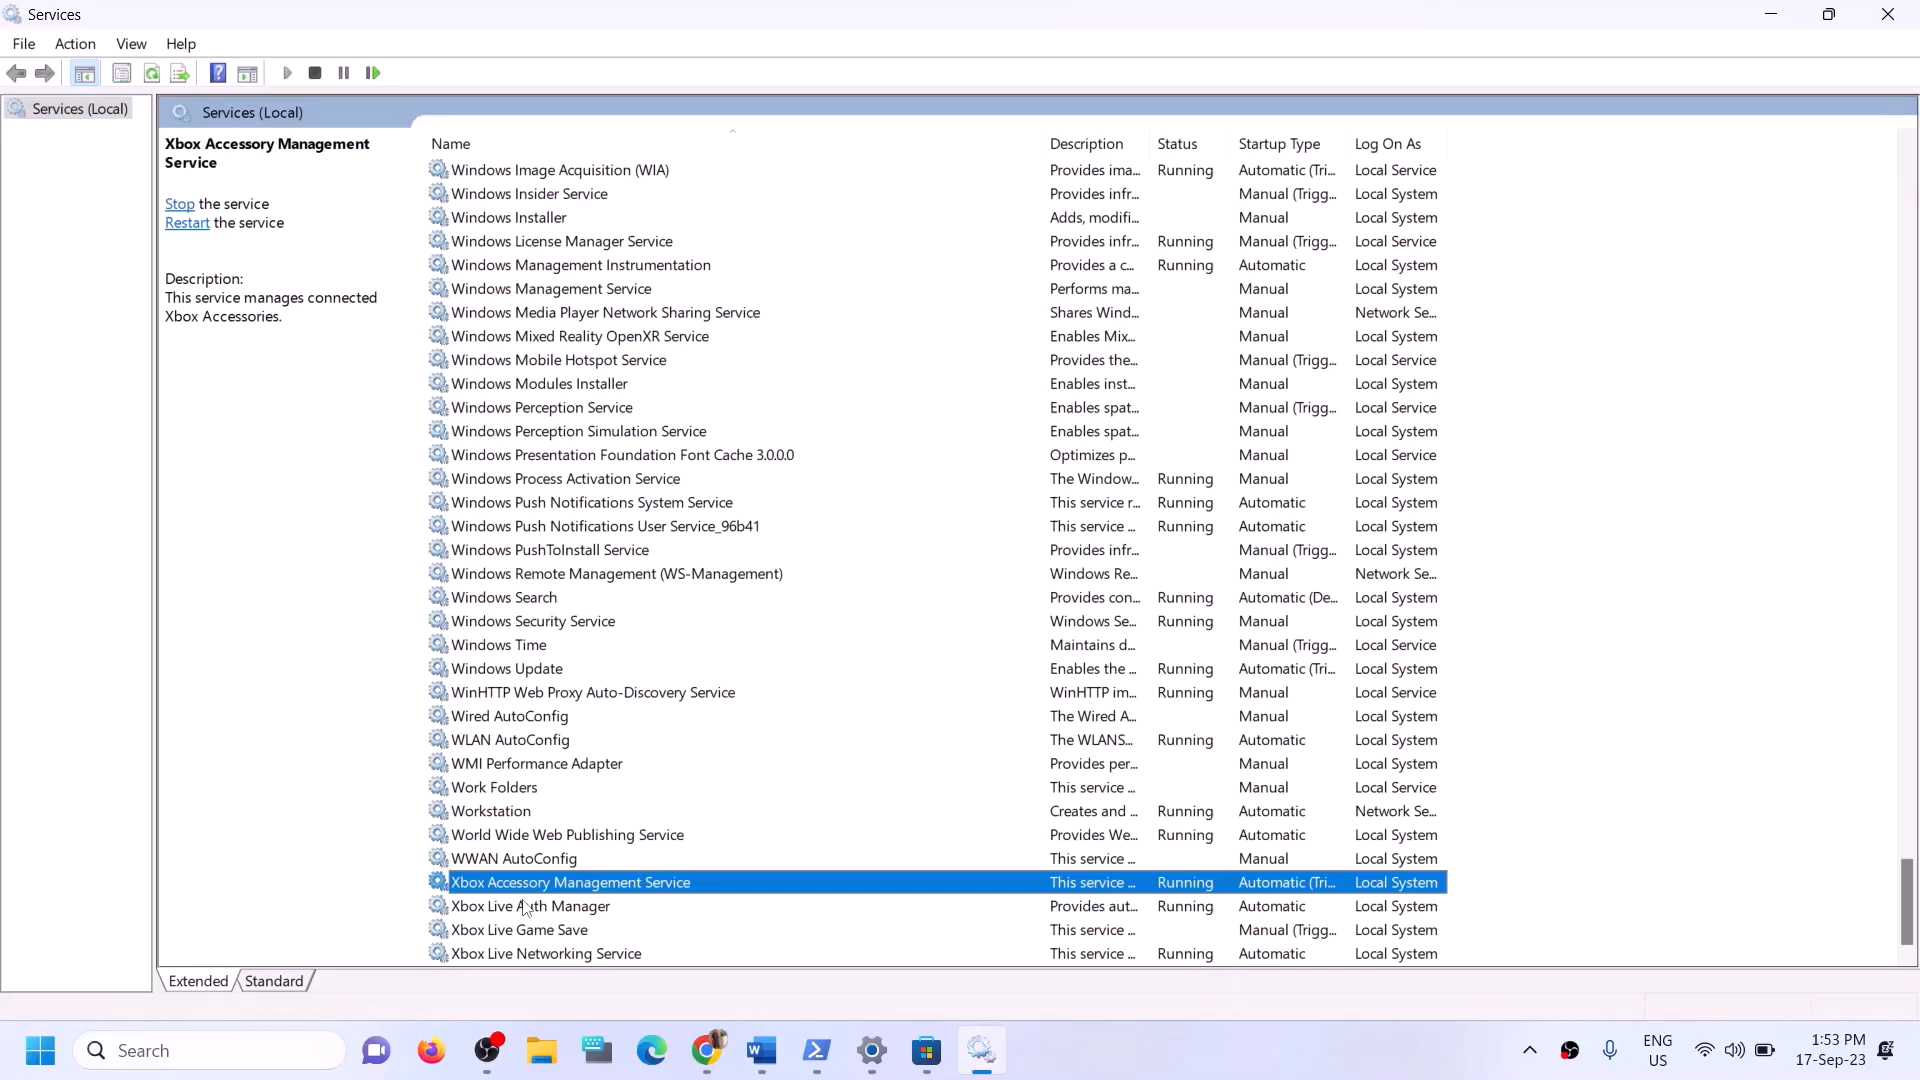 Services
File Action View Help
Services (Local)
Services (Local)
Xbox Accessory Management
Service
Stop the service
Restart the service
Description:
This service manages connected
Xbox Accessories.
Name Description Status Startup Type Log On As
Windows Image Acquisition (WIA) Provides ima... Running Automatic (Tri... Local Service
Windows Insider Service Provides infr... Manual (Trigg... Local System
Windows Installer Adds, modifi... Manual Local System
Windows License Manager Service Provides infr... Running Manual (Trigg... Local Service
Windows Management Instrumentation Provides a c... Running Automatic Local System
Windows Management Service Performs ma... Manual Local System
Windows Media Player Network Sharing Service Shares Wind... Manual Network Se...
Windows Mixed Reality OpenXR Service Enables Mix... Manual Local System
Windows Mobile Hotspot Service Provides the... Manual (Trigg... Local Service
Windows Modules Installer Enables inst... Manual Local System
Windows Perception Service Enables spat... Manual (Trigg... Local Service
Windows Perception Simulation Service Enables spat... Manual Local System
Windows Presentation Foundation Font Cache 3.0.0.0 Optimizes p... Manual Local Service
Windows Process Activation Service The Window... Running Manual Local System
Windows Push Notifications System Service This service r... Running Automatic Local System
Windows Push Notifications User Service_96b41 This service ... Running Automatic Local System
Windows PushToInstall Service Provides infr... Manual (Trigg... Local System
Windows Remote Management (WS-Management) Windows Re... Manual Network Se...
Windows Search Provides con... Running Automatic (De... Local System
Windows Security Service Windows Se... Running Manual Local System
Windows Time Maintains d... Manual (Trigg... Local Service
Windows Update Enables the ... Running Automatic (Tri... Local System
WinHTTP Web Proxy Auto-Discovery Service WinHTTP im... Running Manual Local Service
Wired AutoConfig The Wired A... Manual Local System
WLAN AutoConfig The WLANS... Running Automatic Local System
WMI Performance Adapter Provides per... Manual Local System
Work Folders This service ... Manual Local Service
Workstation Creates and ... Running Automatic Network Se...
World Wide Web Publishing Service Provides We... Running Automatic Local System
WWAN AutoConfig This service ... Manual Local System
Xbox Accessory Management Service This service ... Running Automatic (Tri... Local System
Xbox Live Auth Manager Provides aut... Running Automatic Local System
Xbox Live Game Save This service ... Manual (Trigg... Local System
Xbox Live Networking Service This service ... Running Automatic Local System
Extended Standard
Search
ENG
US
1:53 PM
17-Sep-23